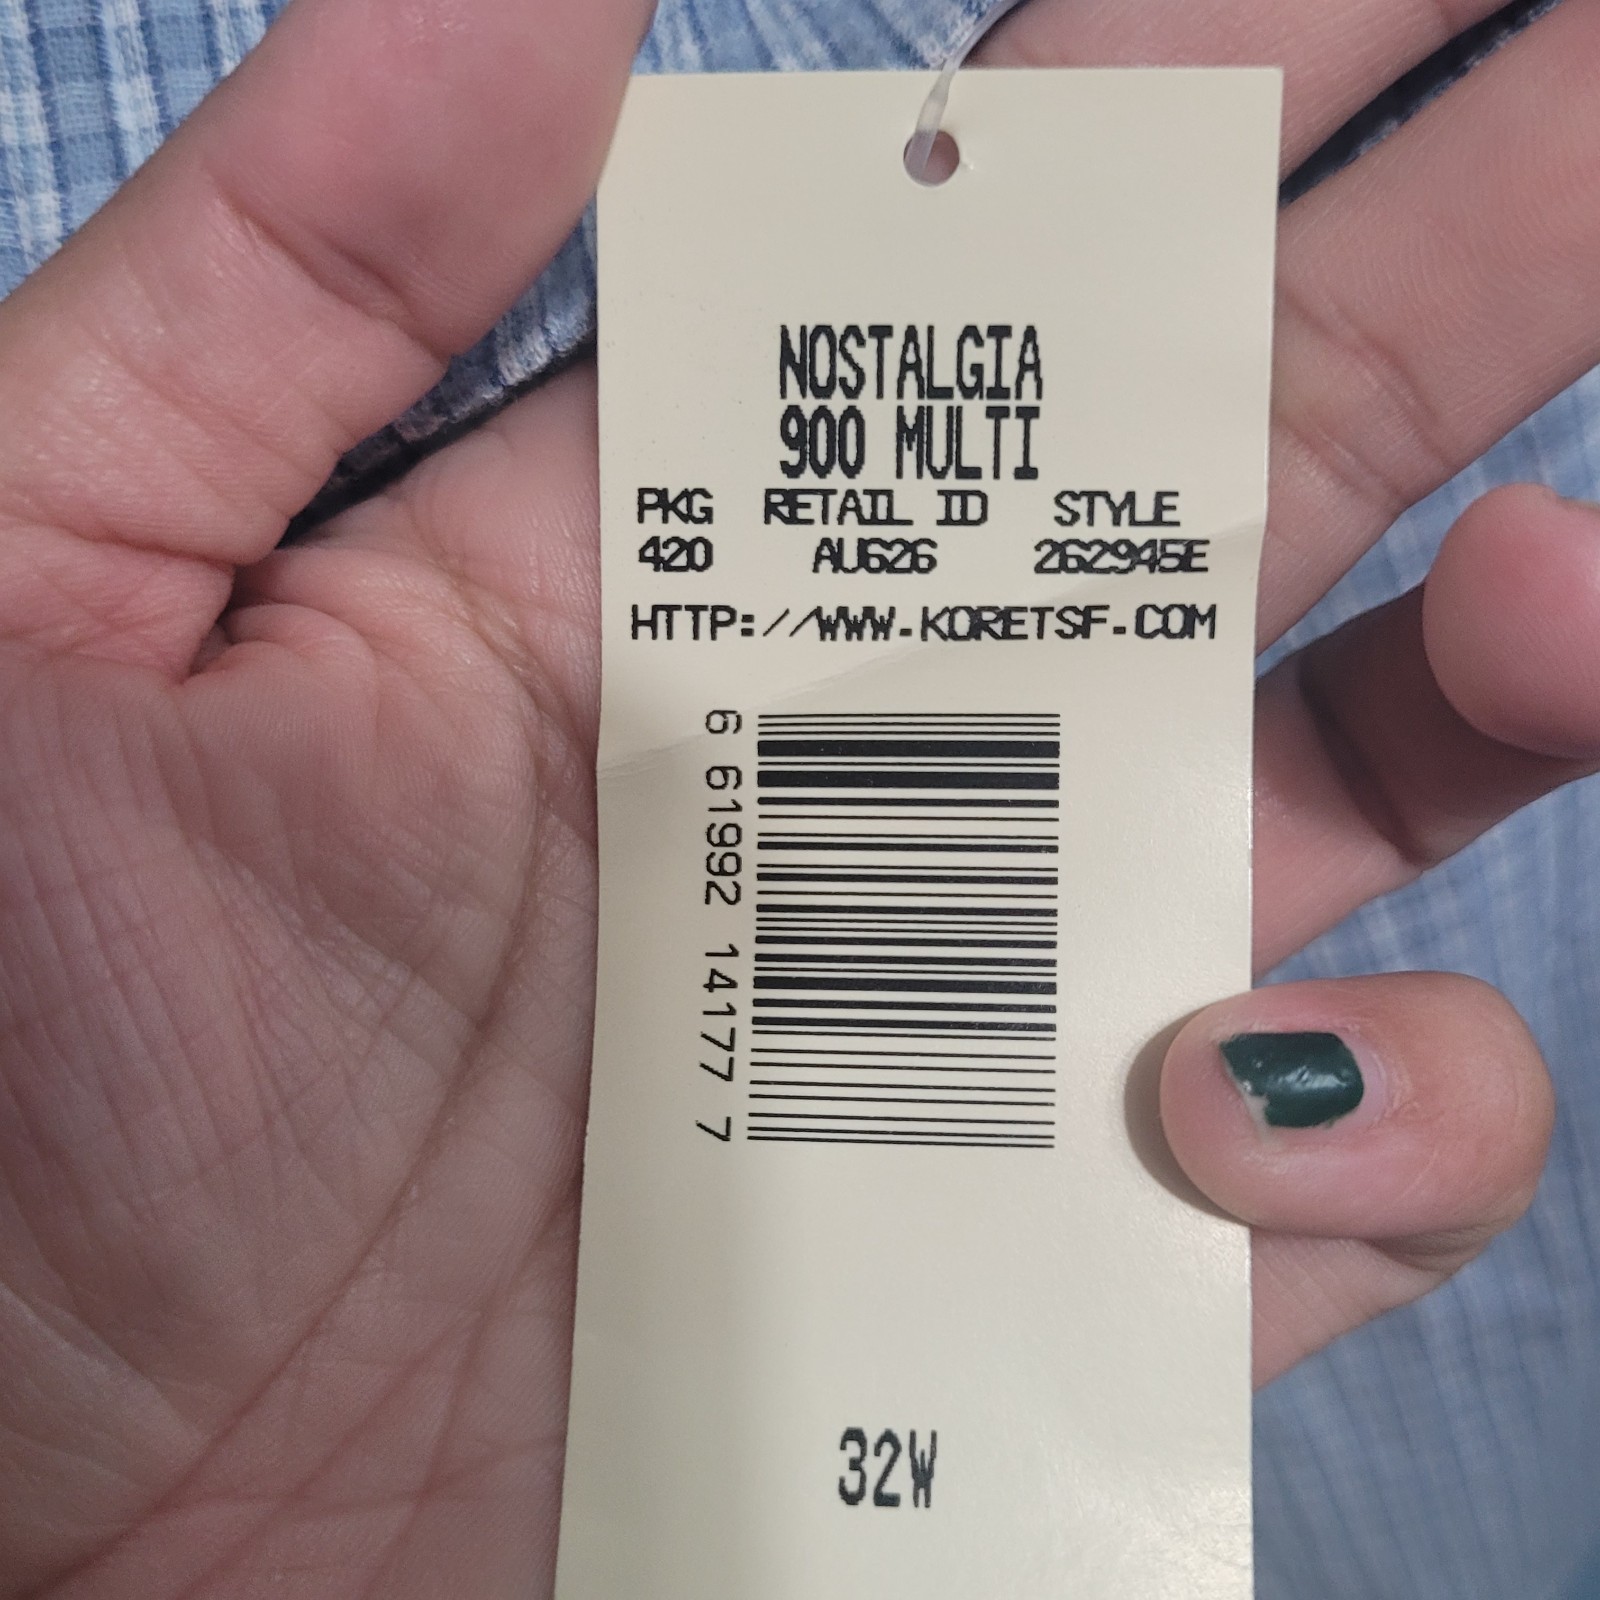 NOSTALGIA
900 MULTI
PKG RETAIL ID STYLE
420 AU626 262945E
HTTP://WWW.KORETSF.COM
6 61992 14177 7
32W